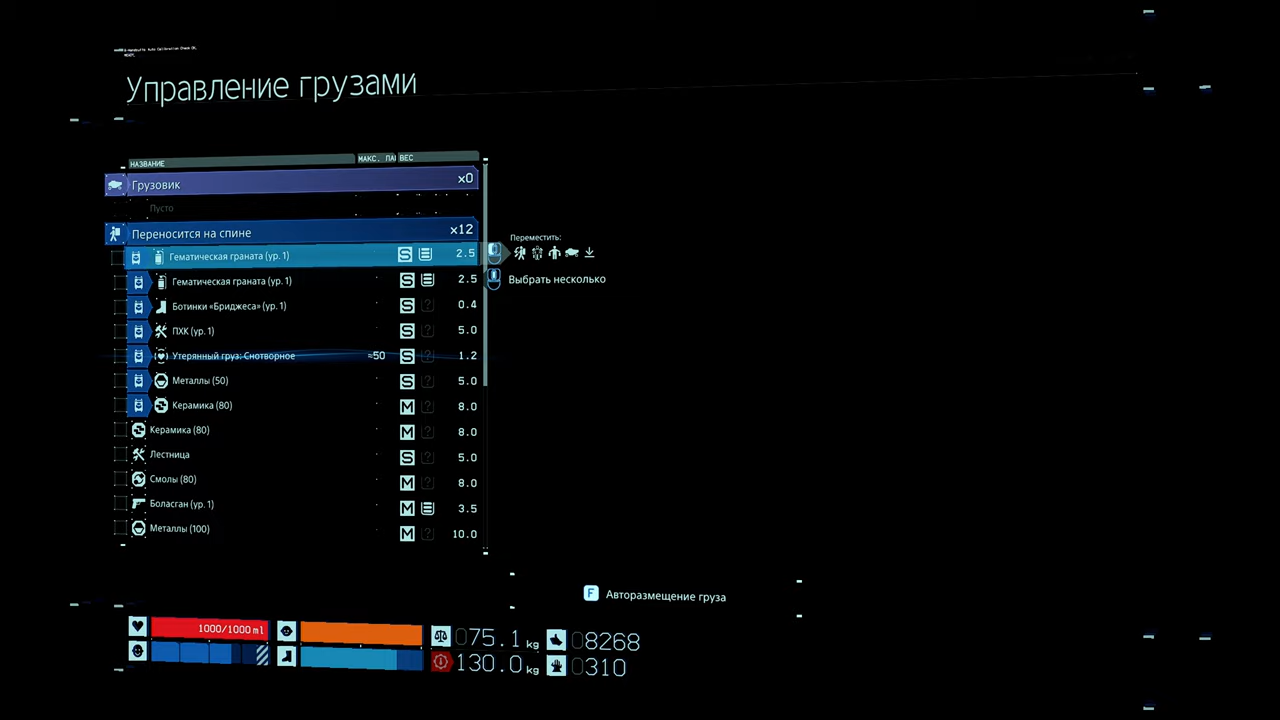 Управление грузами
НАЗВАНИЕ МАКС. ПА ВЕС
Грузовик x0
Пусто
Переносится на спине x12
Гематическая граната (ур. 1) S 2.5
Гематическая граната (ур. 1) S 2.5
Ботинки «Бриджеса» (ур. 1) S ? 0.4
ПХК (ур. 1) S ? 5.0
Утерянный груз: Снотворное ≈50 S ? 1.2
Металлы (50) S ? 5.0
Керамика (80) M ? 8.0
Керамика (80) M ? 8.0
Лестница S ? 5.0
Смолы (80) M ? 8.0
Боласган (ур. 1) M 3.5
Металлы (100) M ? 10.0
Переместить:
Выбрать несколько
F Авторазмещение груза
1000/1000 ml
075.1 kg
08268
130.0 kg
0310